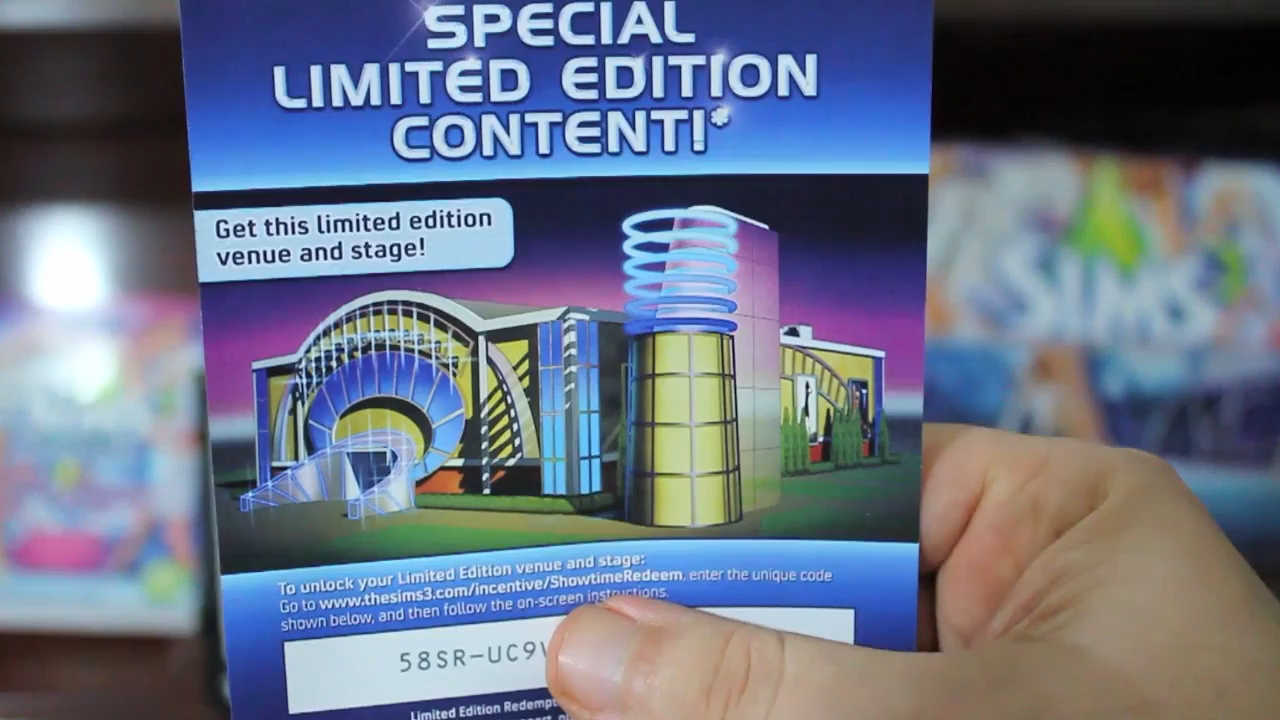 SPECIAL
LIMITED EDITION
CONTENT!*
Get this limited edition
venue and stage!
SIMS
To unlock your Limited Edition venue and stage:
Go to www.thesims3.com/incentive/ShowtimeRedeem, enter the unique code
shown below, and then follow the on-screen instructions.
58SR-UC9
Limited Edition